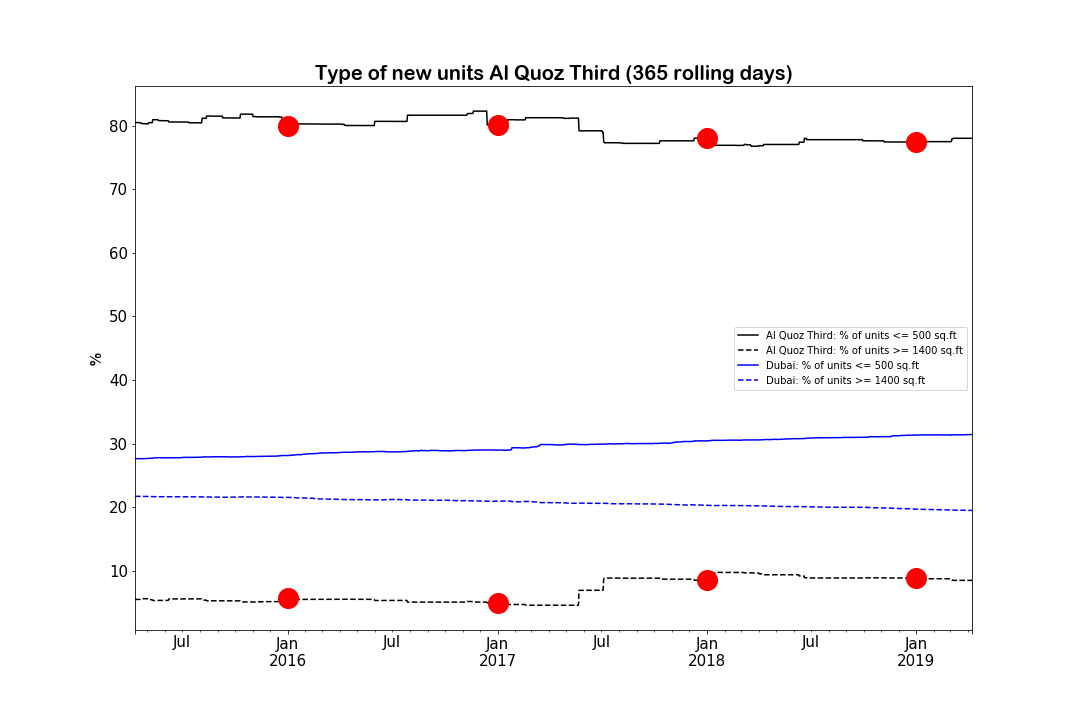 Type of new units Al Quoz Third (365 rolling days)
80
70
60
50
40
30
20
10
%
Al Quoz Third: % of units <= 500 sq.ft
Al Quoz Third: % of units >= 1400 sq.ft
Dubai: % of units <= 500 sq.ft
Dubai: % of units >= 1400 sq.ft
Jul Jan Jul Jan Jul Jan Jul Jan
2016 2017 2018 2019